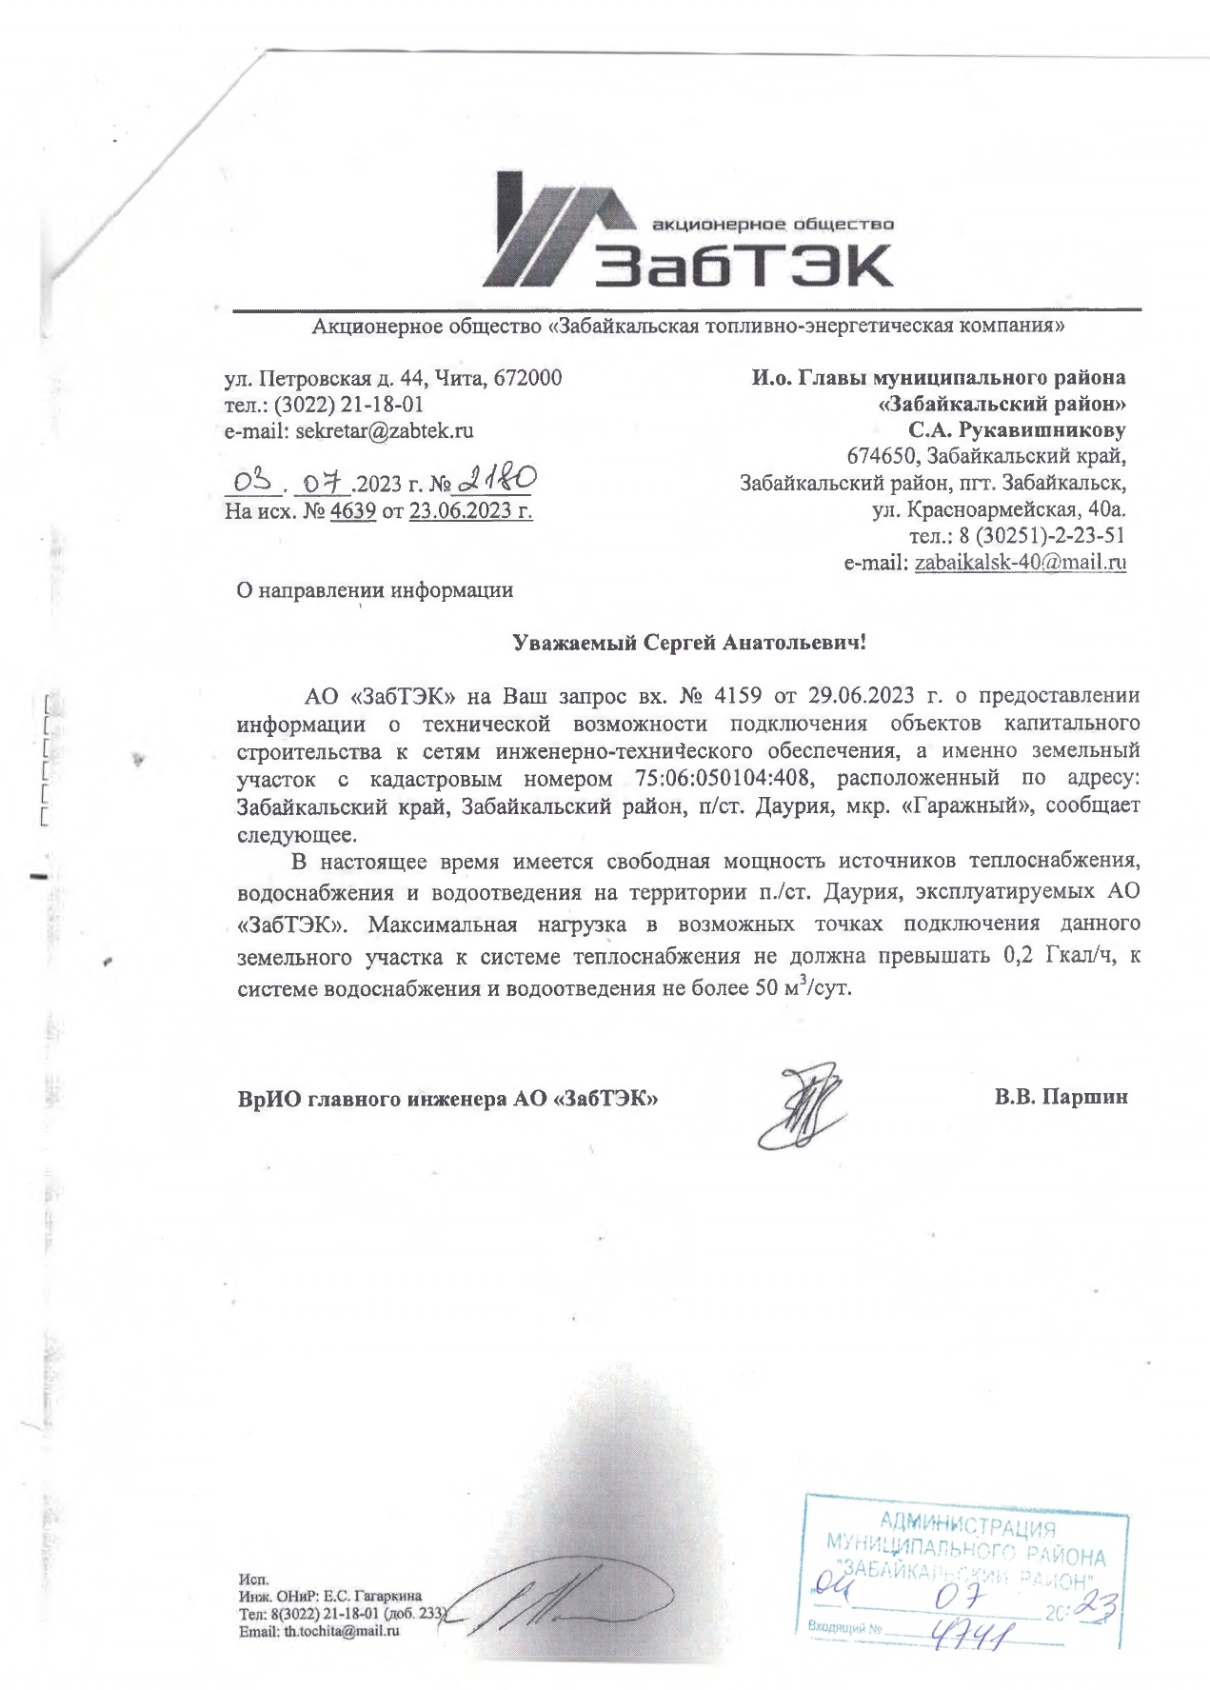 акционерное общество
ЗабТЭК
Акционерное общество «Забайкальская топливно-энергетическая компания»
ул. Петровская д. 44, Чита, 672000
тел.: (3022) 21-18-01
e-mail: sekretar@zabtek.ru
03. 07.2023 г. № 2180
На исх. № 4639 от 23.06.2023 г.
И.о. Главы муниципального района
«Забайкальский район»
С.А. Рукавишникову
674650, Забайкальский край,
Забайкальский район, пгт. Забайкальск,
ул. Красноармейская, 40а.
тел.: 8 (30251)-2-23-51
e-mail: zabaikalsk-40@mail.ru
О направлении информации
Уважаемый Сергей Анатольевич!
АО «ЗабТЭК» на Ваш запрос вх. № 4159 от 29.06.2023 г. о предоставлении
информации о технической возможности подключения объектов капитального
строительства к сетям инженерно-технического обеспечения, а именно земельный
участок с кадастровым номером 75:06:050104:408, расположенный по адресу:
Забайкальский край, Забайкальский район, п/ст. Даурия, мкр. «Гаражный», сообщает
следующее.
В настоящее время имеется свободная мощность источников теплоснабжения,
водоснабжения и водоотведения на территории п./ст. Даурия, эксплуатируемых АО
«ЗабТЭК». Максимальная нагрузка в возможных точках подключения данного
земельного участка к системе теплоснабжения не должна превышать 0,2 Гкал/ч, к
системе водоснабжения и водоотведения не более 50 м³/сут.
ВрИО главного инженера АО «ЗабТЭК» В.В. Паршин
Исп.
Инж. ОНиР: Е.С. Гагаркина
Тел: 8(3022) 21-18-01 (доб. 233)
Email: th.tochita@mail.ru
АДМИНИСТРАЦИЯ
МУНИЦИПАЛЬНОГО РАЙОНА
"ЗАБАЙКАЛЬСКИЙ РАЙОН"
"04 07 2023
Входящий № 4741